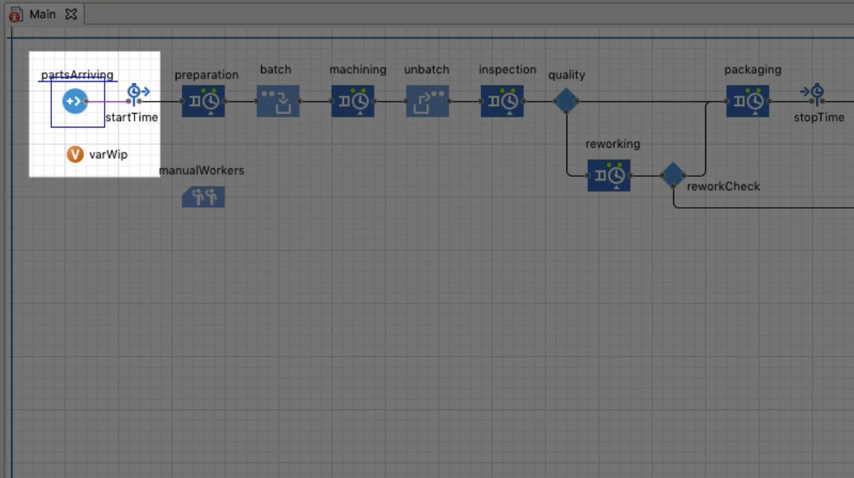 Main
partsArriving
preparation
batch
machining
unbatch
inspection
quality
packaging
startTime
stopTime
reworking
V varWip
manualWorkers
reworkCheck